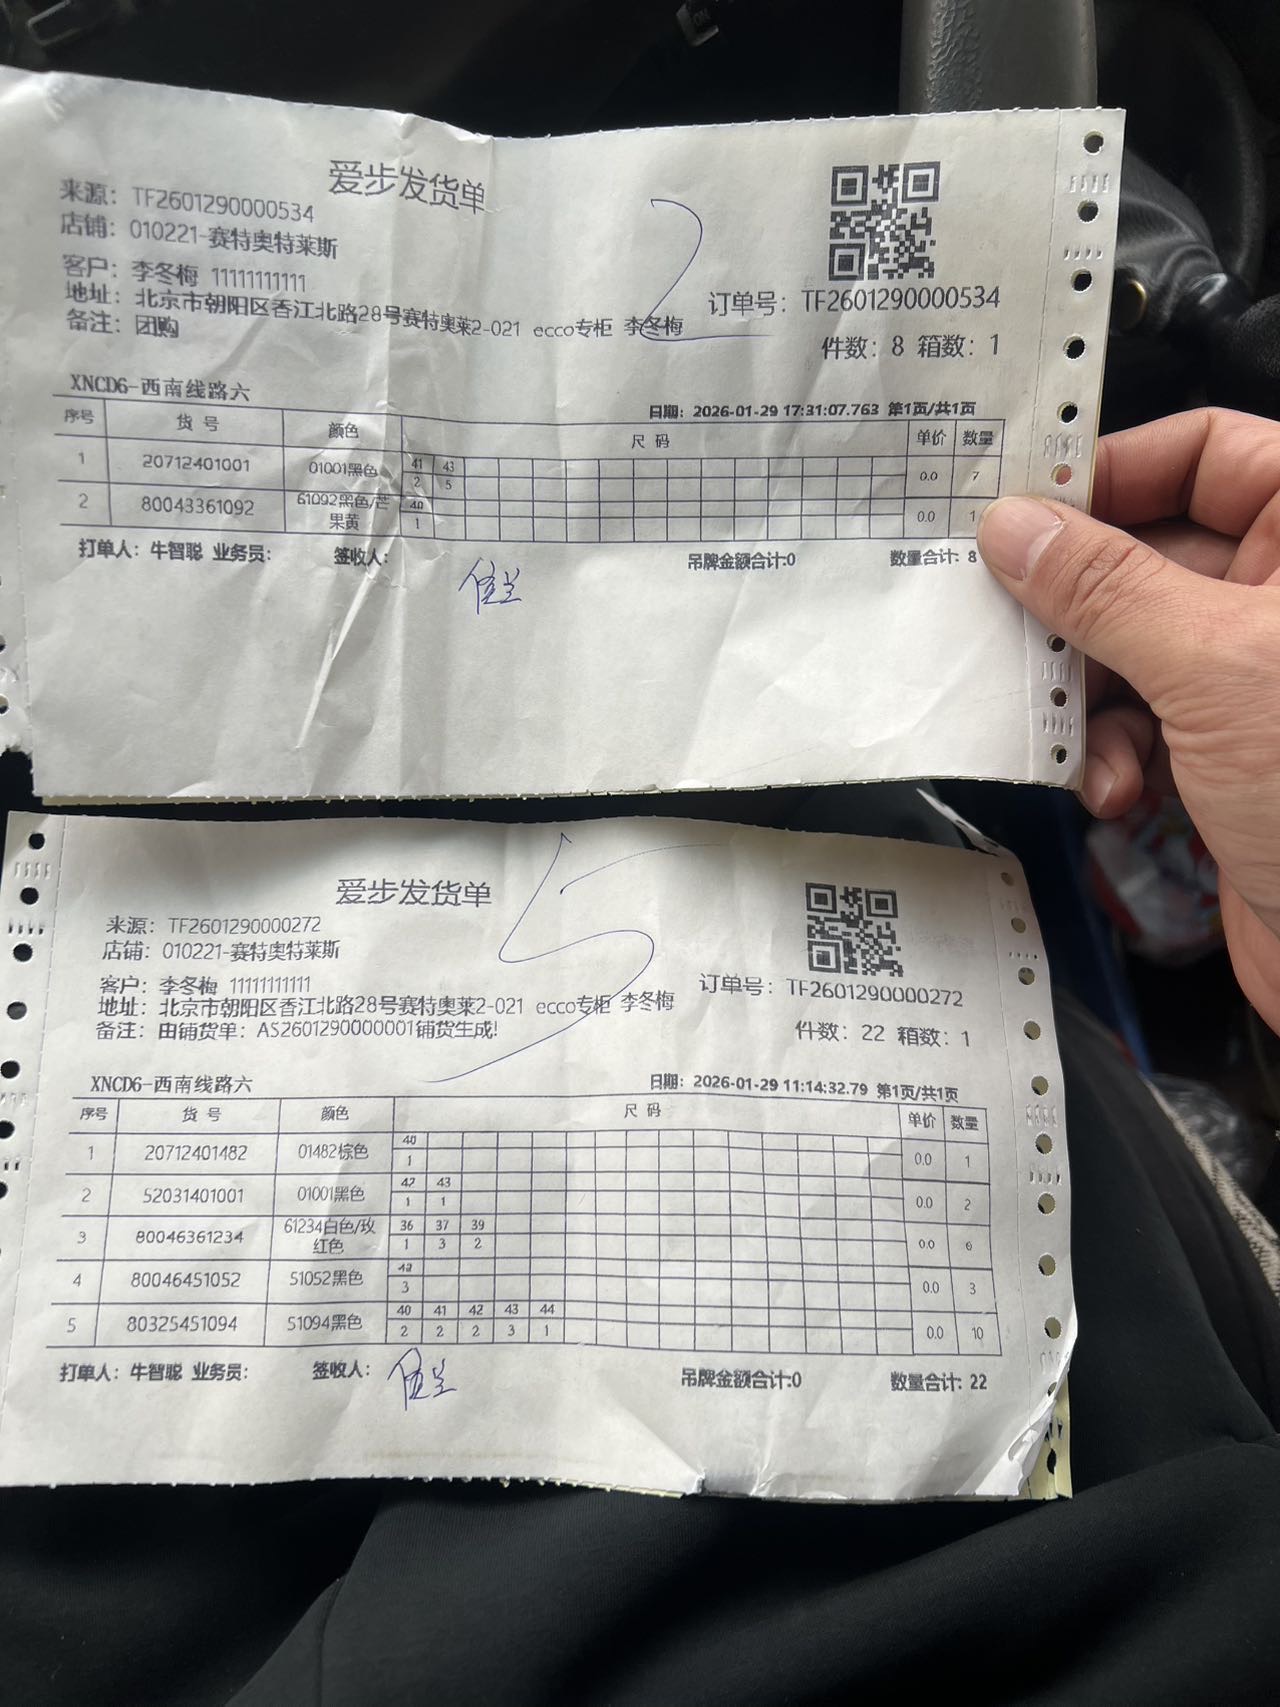 爱步发货单
来源：TF2601290000534
店铺：010221-赛特奥特莱斯
客户：李冬梅 11111111111
地址：北京市朝阳区香江北路28号赛特奥莱2-021 ecco专柜 李冬梅
备注：团购
2
订单号：TF2601290000534
件数：8 箱数：1
XNCD6-西南线路六
日期：2026-01-29 17:31:07.763 第1页/共1页
序号 货号 颜色 尺码 单价 数量
41 43
1 20712401001 01001黑色 0.0 7
2 5
40
2 80043361092 61092黑色/芒果黄 0.0 1
1
打单人：牛智聪 业务员： 签收人： 吊牌金额合计:0 数量合计: 8
爱步发货单
来源：TF2601290000272
店铺：010221-赛特奥特莱斯
客户：李冬梅 11111111111
地址：北京市朝阳区香江北路28号赛特奥莱2-021 ecco专柜 李冬梅
备注：由铺货单：AS2601290000001铺货生成!
5
订单号：TF2601290000272
件数：22 箱数：1
XNCD6-西南线路六
日期：2026-01-29 11:14:32.79 第1页/共1页
序号 货号 颜色 尺码 单价 数量
40
1 20712401482 01482棕色 0.0 1
1
42 43
2 52031401001 01001黑色 0.0 2
1 1
36 37 39
3 80046361234 61234白色/玫红色 0.0 6
1 3 2
4 80046451052 51052黑色 0.0 3
3
40 41 42 43 44
5 80325451094 51094黑色 0.0 10
2 2 2 3 1
打单人：牛智聪 业务员： 签收人： 吊牌金额合计:0 数量合计: 22